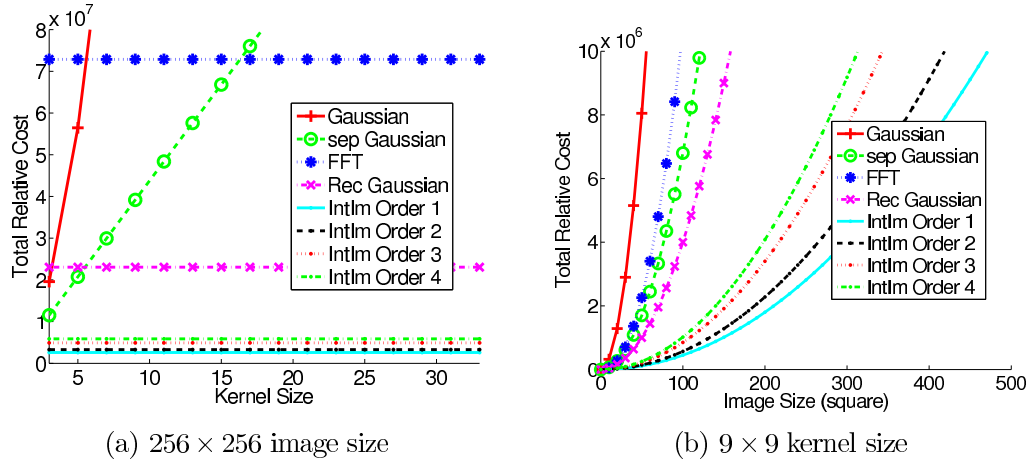 x 10^7
8
7
6
5
4
3
2
1
0
Total Relative Cost
5 10 15 20 25 30
Kernel Size
Gaussian
sep Gaussian
FFT
Rec Gaussian
IntIm Order 1
IntIm Order 2
IntIm Order 3
IntIm Order 4
(a) 256 × 256 image size
x 10^6
10
8
6
4
2
0
Total Relative Cost
0 100 200 300 400 500
Image Size (square)
Gaussian
sep Gaussian
FFT
Rec Gaussian
IntIm Order 1
IntIm Order 2
IntIm Order 3
IntIm Order 4
(b) 9 × 9 kernel size